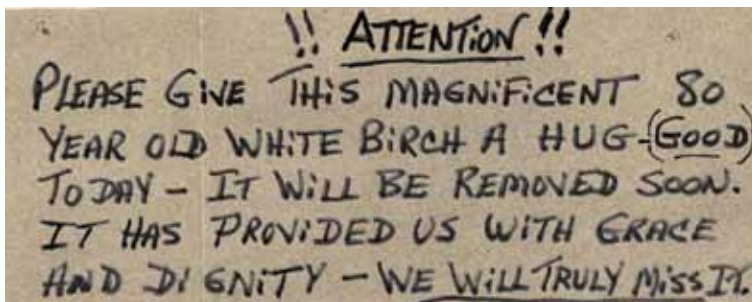 !! ATTENTION !!
PLEASE GIVE THIS MAGNIFICENT 80
YEAR OLD WHITE BIRCH A HUG-(GOOD)
TODAY - IT WILL BE REMOVED SOON.
IT HAS PROVIDED US WITH GRACE
AND DIGNITY - WE WILL TRULY MISS IT.